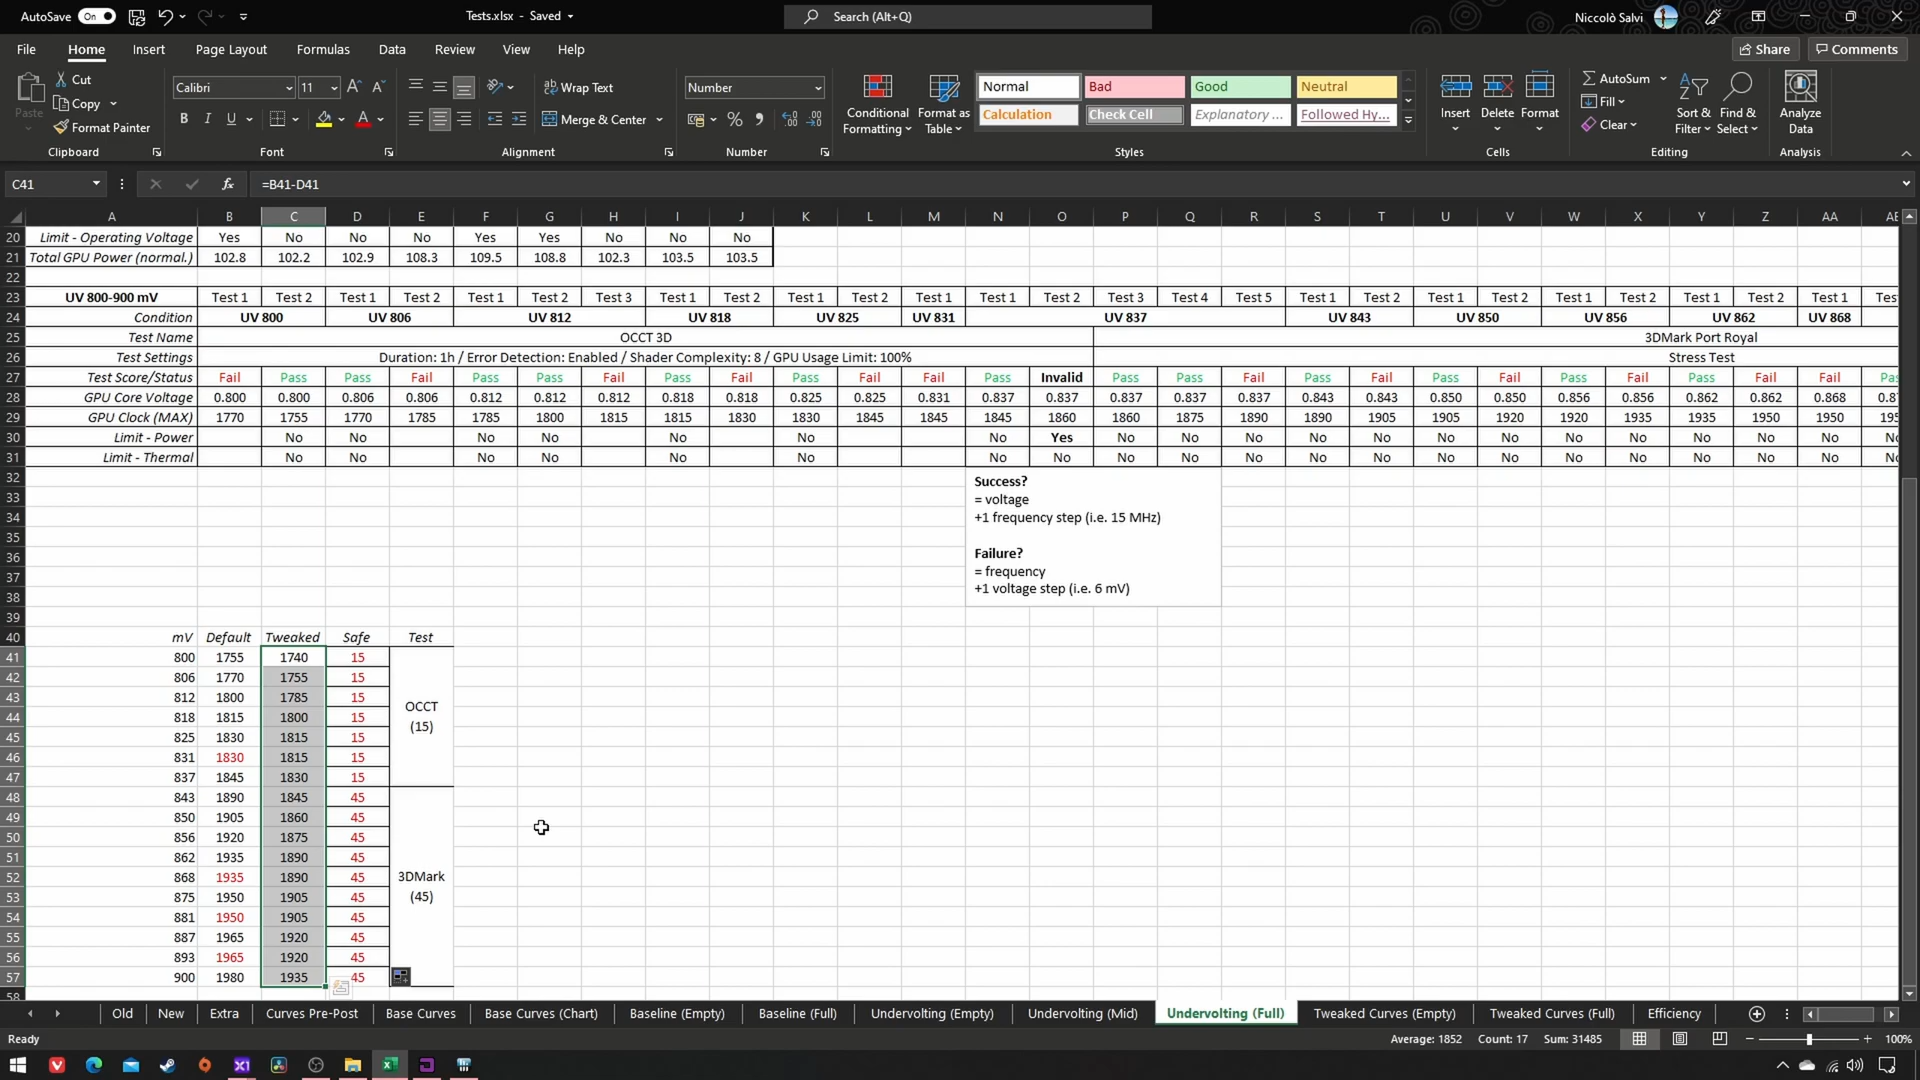 AutoSave On Tests.xlsx - Saved Search (Alt+Q) Niccolò Salvi
File Home Insert Page Layout Formulas Data Review View Help Share Comments
Paste Cut Copy Format Painter
Calibri 11
B I U
Wrap Text
Merge & Center
Number
Conditional Formatting
Format as Table
Normal Bad Good Neutral
Calculation Check Cell Explanatory ... Followed Hy...
Insert Delete Format
AutoSum
Fill
Clear
Sort & Filter
Find & Select
Analyze Data
Clipboard Font Alignment Number Styles Cells Editing Analysis
C41 fx =B41-D41
A B C D E F G H I J K L M N O P Q R S T U V W X Y Z AA AE
20 Limit - Operating Voltage Yes No No No Yes Yes No No No
21 Total GPU Power (normal.) 102.8 102.2 102.9 108.3 109.5 108.8 102.3 103.5 103.5
22
23 UV 800-900 mV Test 1 Test 2 Test 1 Test 2 Test 1 Test 2 Test 3 Test 1 Test 2 Test 1 Test 2 Test 1 Test 1 Test 2 Test 3 Test 4 Test 5 Test 1 Test 2 Test 1 Test 2 Test 1 Test 2 Test 1 Test 2 Test 1 Tes
24 Condition UV 800 UV 806 UV 812 UV 818 UV 825 UV 831 UV 837 UV 843 UV 850 UV 856 UV 862 UV 868
25 Test Name OCCT 3D 3DMark Port Royal
26 Test Settings Duration: 1h / Error Detection: Enabled / Shader Complexity: 8 / GPU Usage Limit: 100% Stress Test
27 Test Score/Status Fail Pass Pass Fail Pass Pass Fail Pass Fail Pass Fail Fail Pass Invalid Pass Pass Fail Pass Fail Pass Fail Pass Fail Pass Fail Fail Pas
28 GPU Core Voltage 0.800 0.800 0.806 0.806 0.812 0.812 0.812 0.818 0.818 0.825 0.825 0.831 0.837 0.837 0.837 0.837 0.837 0.843 0.843 0.850 0.850 0.856 0.856 0.862 0.862 0.868 0.8
29 GPU Clock (MAX) 1770 1755 1770 1785 1785 1800 1815 1815 1830 1830 1845 1845 1845 1860 1860 1875 1890 1890 1905 1905 1920 1920 1935 1935 1950 1950 195
30 Limit - Power No No No No No No No Yes No No No No No No No No No No No No Nc
31 Limit - Thermal No No No No No No No No No No No No No No No No No No No No Nc
32
33
34
35
36
37
38
39
Success?
= voltage
+1 frequency step (i.e. 15 MHz)
Failure?
= frequency
+1 voltage step (i.e. 6 mV)
40 mV Default Tweaked Safe Test
41 800 1755 1740 15
42 806 1770 1755 15
43 812 1800 1785 15
44 818 1815 1800 15
OCCT
(15)
45 825 1830 1815 15
46 831 1830 1815 15
47 837 1845 1830 15
48 843 1890 1845 45
49 850 1905 1860 45
50 856 1920 1875 45
51 862 1935 1890 45
52 868 1935 1890 45
3DMark
(45)
53 875 1950 1905 45
54 881 1950 1905 45
55 887 1965 1920 45
56 893 1965 1920 45
57 900 1980 1935 45
58
Old New Extra Curves Pre-Post Base Curves Base Curves (Chart) Baseline (Empty) Baseline (Full) Undervolting (Empty) Undervolting (Mid) Undervolting (Full) Tweaked Curves (Empty) Tweaked Curves (Full) Efficiency
Ready Average: 1852 Count: 17 Sum: 31485 100%